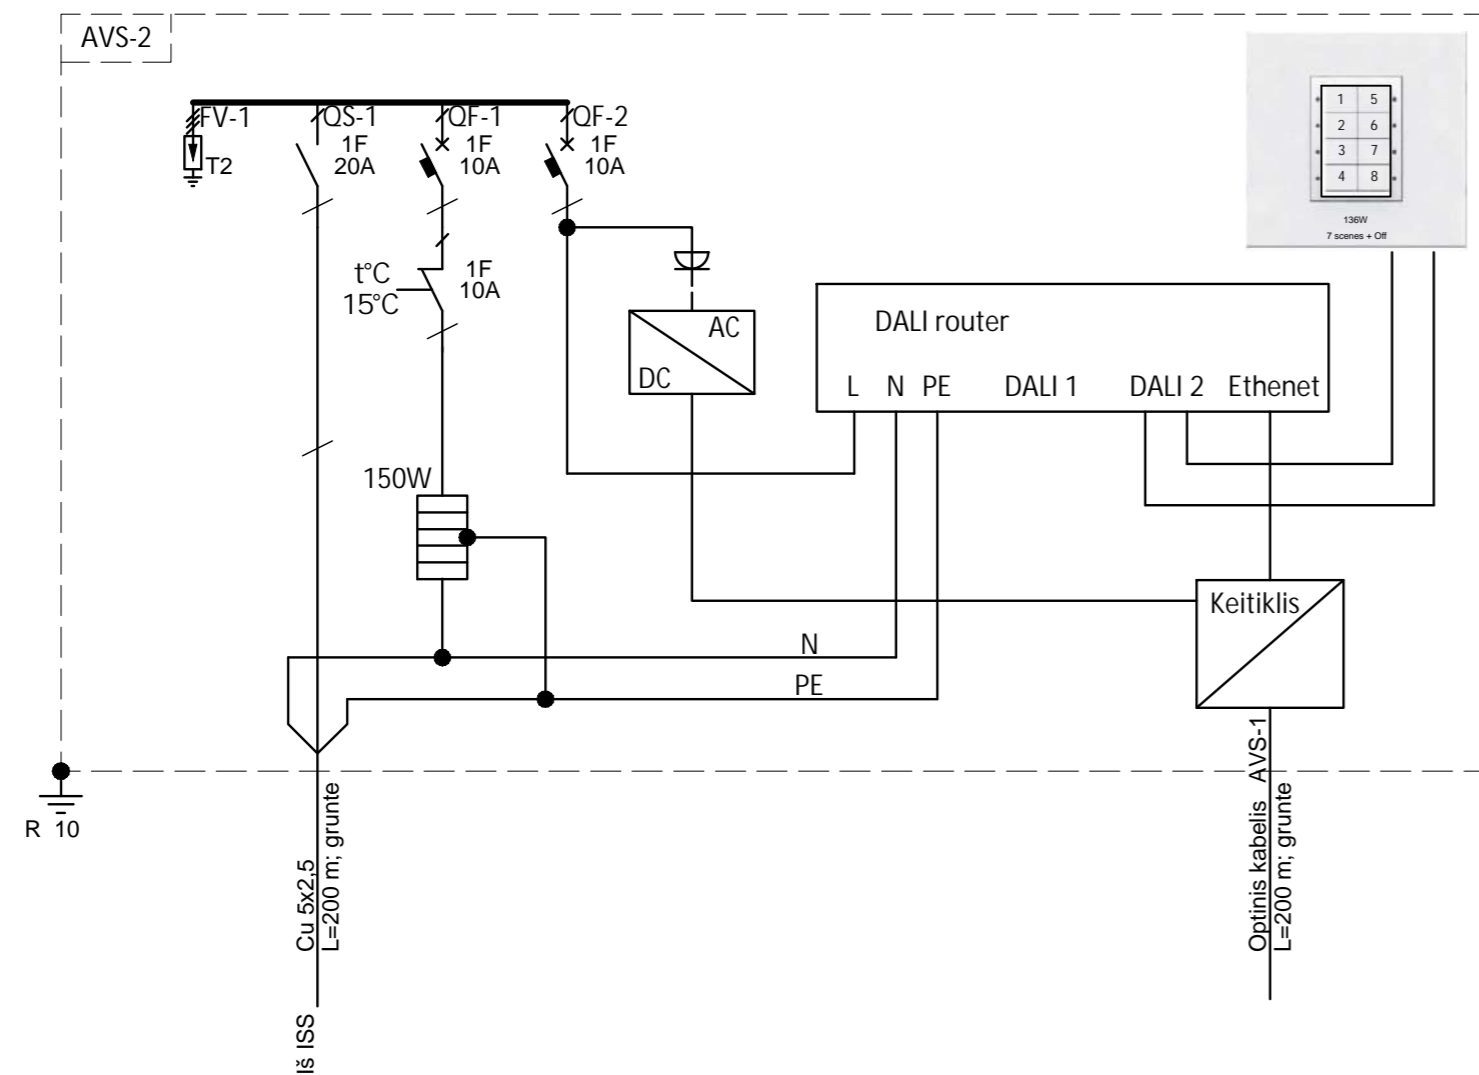 AVS-2
FV-1
T2
QS-1
1F
20A
QF-1
1F
10A
QF-2
1F
10A
t°C
15°C
1F
10A
150W
AC
DC
DALI router
L N PE DALI 1 DALI 2 Ethenet
1 5
2 6
3 7
4 8
136W
7 scenes + Off
Keitiklis
N
PE
R 10
Cu 5x2,5
L=200 m; grunte
Iš ISS
Optinis kabelis AVS-1
L=200 m; grunte